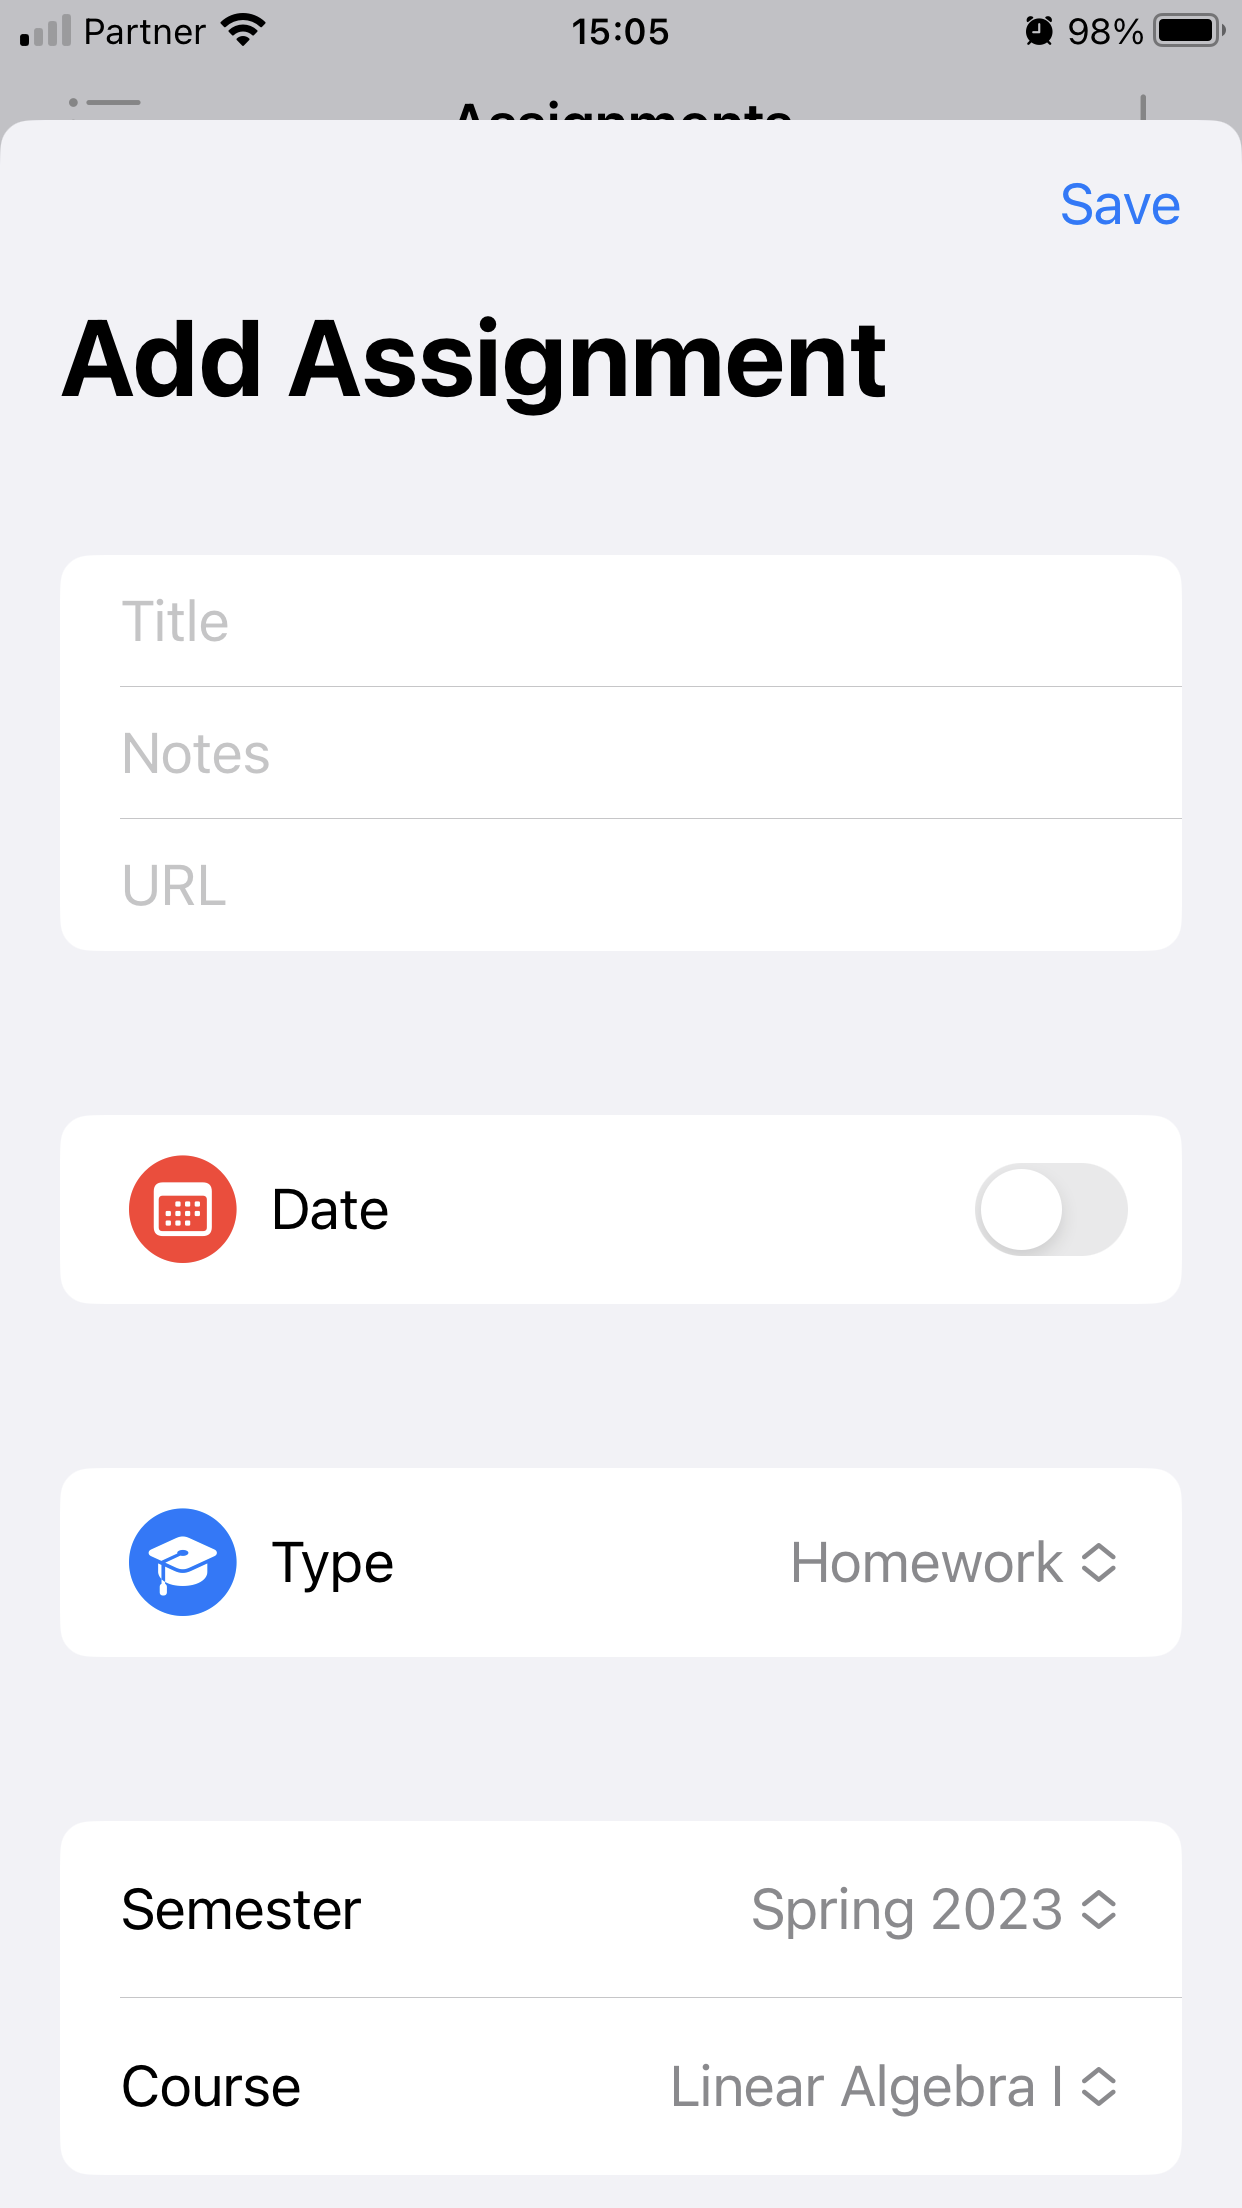 Partner 15:05 98%
Assignments
Save
Add Assignment
Title
Notes
URL
Date
Type Homework
Semester Spring 2023
Course Linear Algebra I